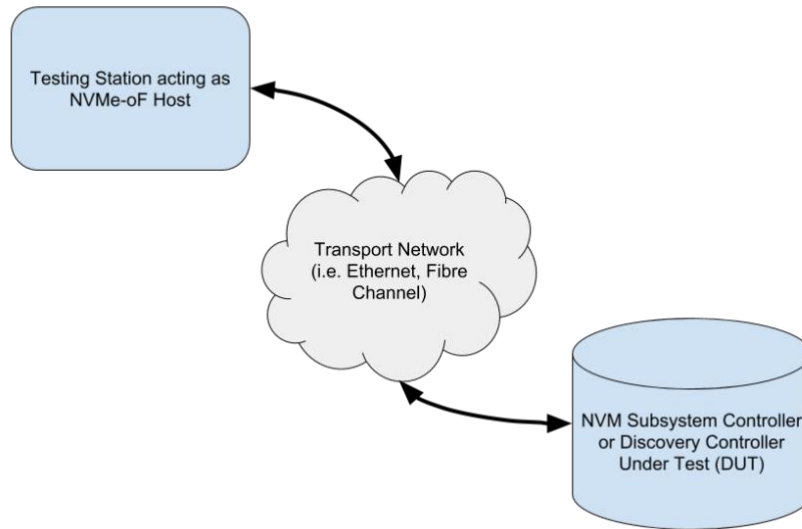 Testing Station acting as
NVMe-oF Host
Transport Network
(i.e. Ethernet, Fibre
Channel)
NVM Subsystem Controller
or Discovery Controller
Under Test (DUT)